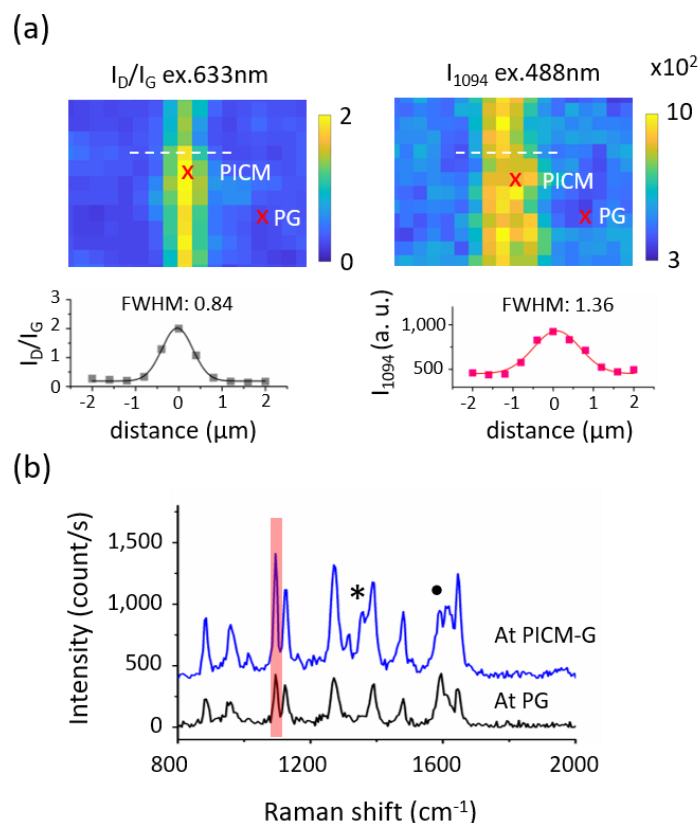 (a)
I_D/I_G ex.633nm
I_1094 ex.488nm
x10²
2
10
PICM
PICM
PG
PG
0
3
FWHM: 0.84
FWHM: 1.36
3
2
1
0
I_D/I_G
1,000
500
I_1094 (a. u.)
-2 -1 0 1 2
-2 -1 0 1 2
distance (μm)
distance (μm)
(b)
Intensity (count/s)
1,500
1,000
500
0
*
•
At PICM-G
At PG
800 1200 1600 2000
Raman shift (cm⁻¹)